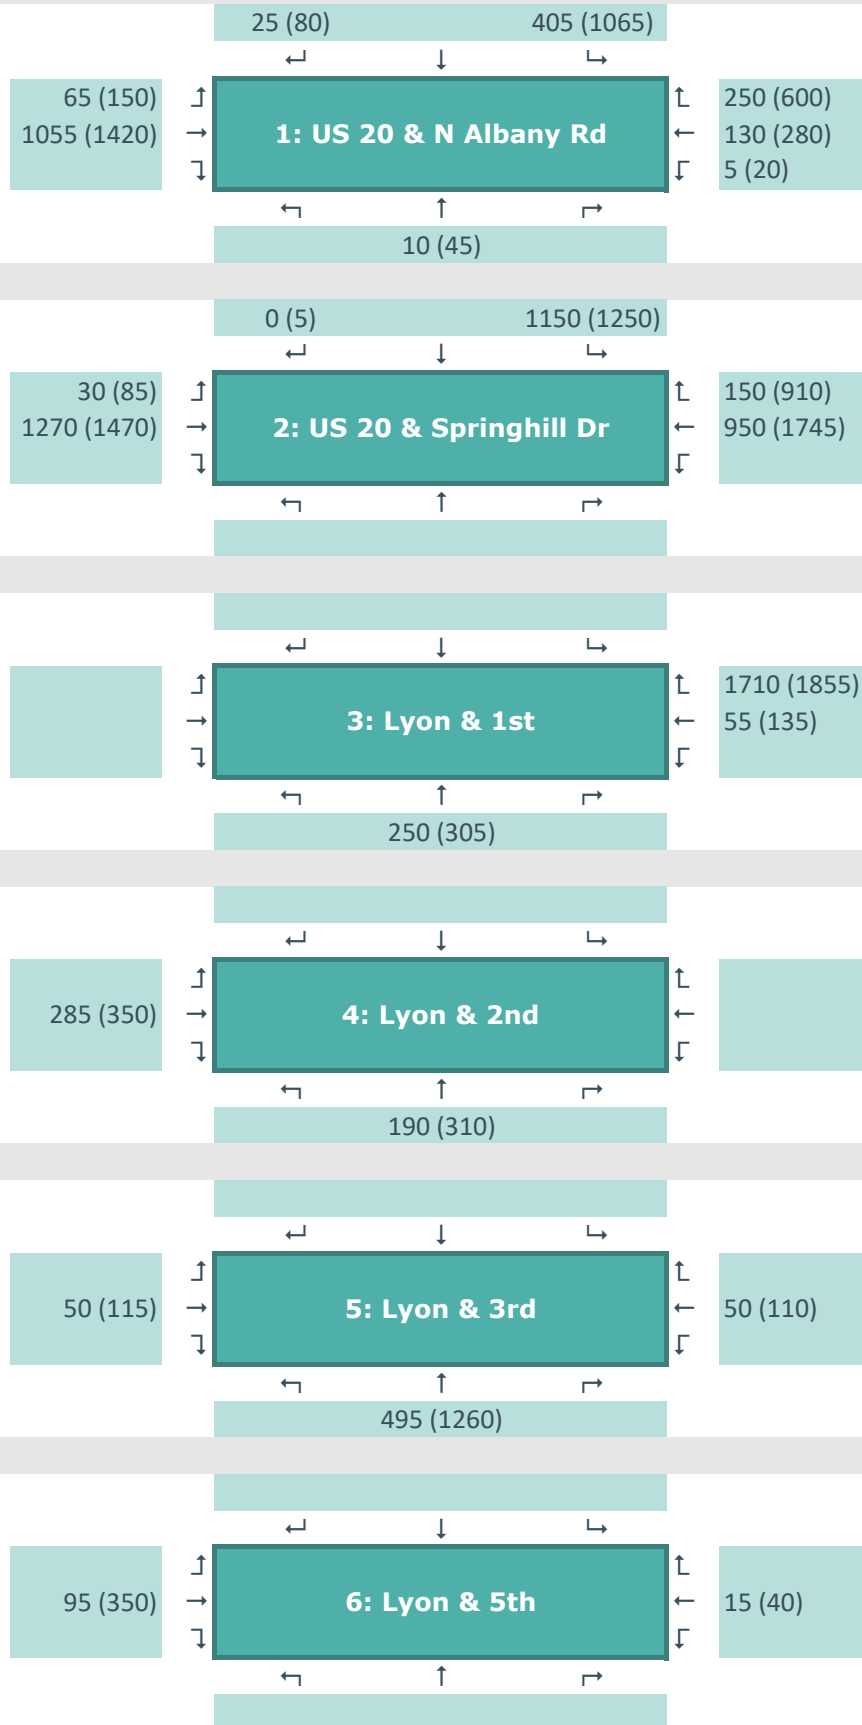 25 (80) 405 (1065)
↲ ↓ ↳
65 (150) ⮥ ⮤ 250 (600)
1055 (1420) → 1: US 20 & N Albany Rd ← 130 (280)
5 (20)
10 (45)
0 (5) 1150 (1250)
30 (85) 150 (910)
1270 (1470) → 2: US 20 & Springhill Dr ← 950 (1745)
1710 (1855)
3: Lyon & 1st ← 55 (135)
250 (305)
285 (350) → 4: Lyon & 2nd
190 (310)
50 (115) → 5: Lyon & 3rd ← 50 (110)
495 (1260)
95 (350) → 6: Lyon & 5th ← 15 (40)